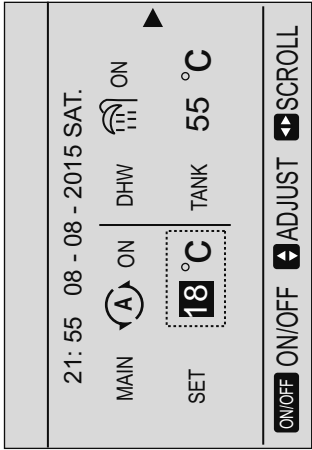 21: 55 08 - 08 - 2015 SAT.
MAIN A ON DHW ON
SET 18 °C TANK 55 °C
ON/OFF ON/OFF ADJUST SCROLL